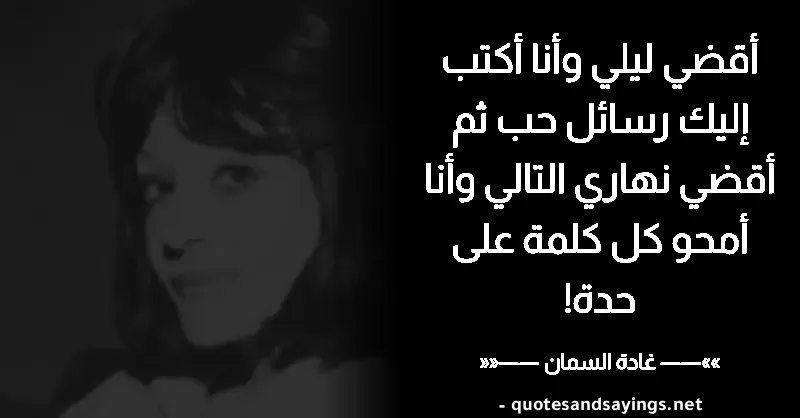 أقضي ليلي وأنا أكتب
إليك رسائل حب ثم
أقضي نهاري التالي وأنا
أمحو كل كلمة على
حدة!
»»—— غادة السمان ——««
- quotesandsayings.net